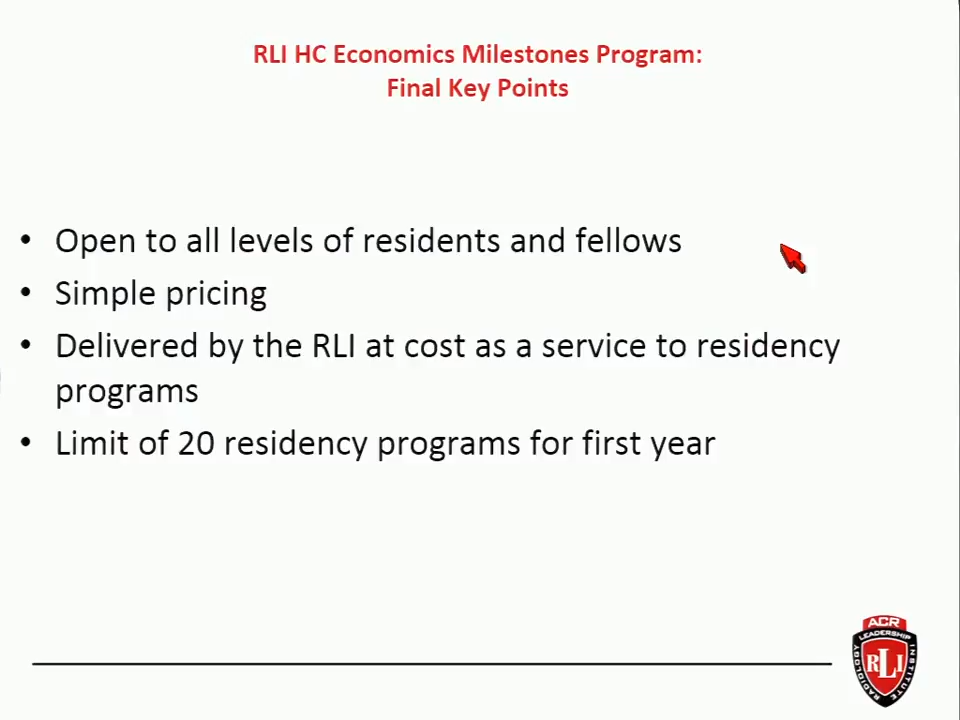 RLI HC Economics Milestones Program:
Final Key Points
• Open to all levels of residents and fellows
• Simple pricing
• Delivered by the RLI at cost as a service to residency
programs
• Limit of 20 residency programs for first year
ACR
LEADERSHIP
RADIOLOGY
INSTITUTE
RLI